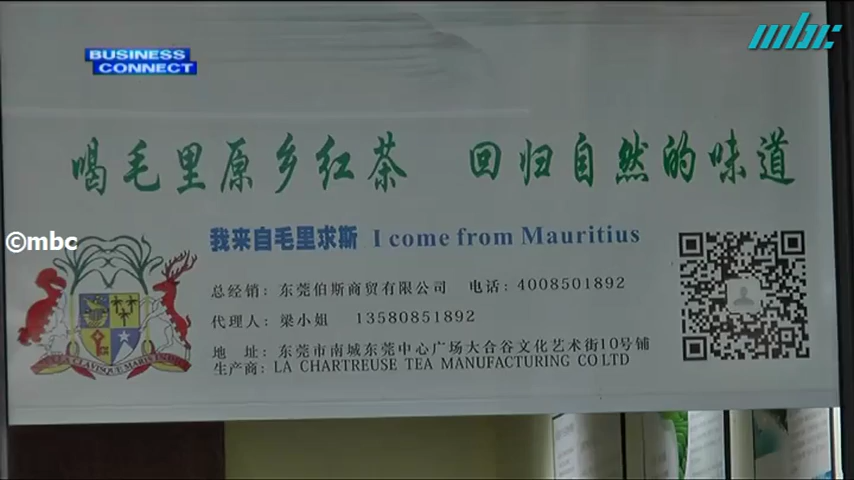 mbc
BUSINESS
CONNECT
喝毛里原乡红茶 回归自然的味道
©mbc
我来自毛里求斯 I come from Mauritius
总经销：东莞伯斯商贸有限公司 电话：4008501892
代理人：梁小姐 13580851892
地 址：东莞市南城东莞中心广场大合谷文化艺术街10号铺
生产商：LA CHARTREUSE TEA MANUFACTURING CO LTD